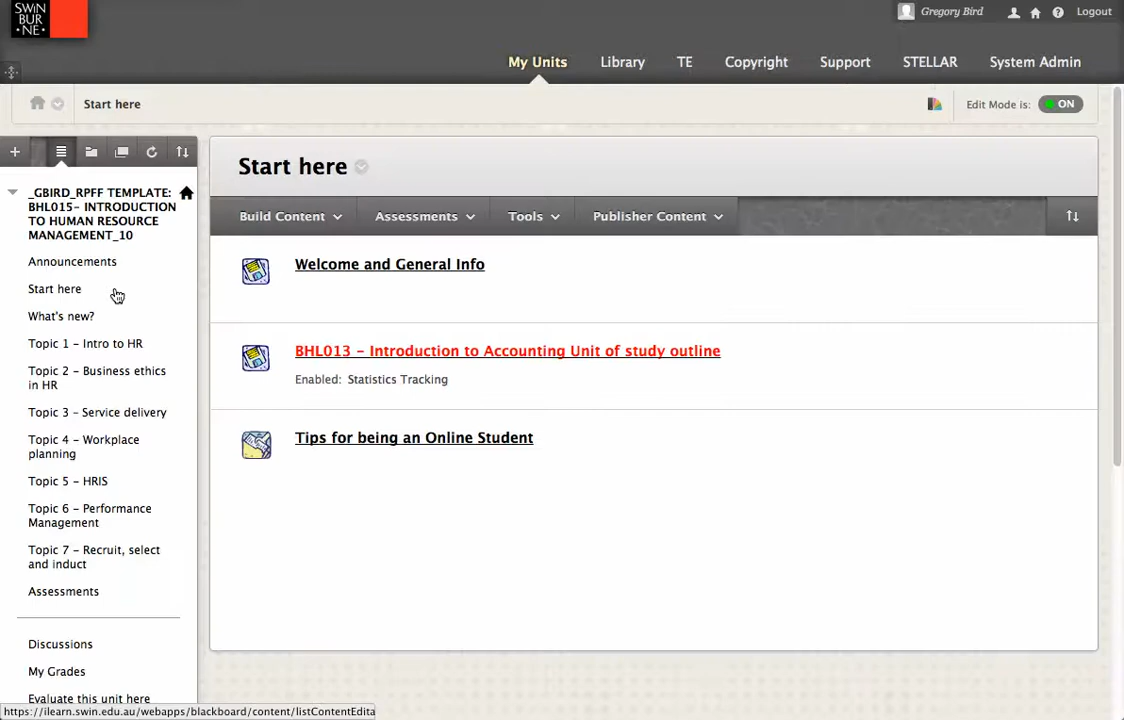 SWIN
BUR
•NE•
Gregory Bird
Logout
My Units
Library
TE
Copyright
Support
STELLAR
System Admin
Start here
Edit Mode is:
ON
_GBIRD_RPFF TEMPLATE:
BHL015- INTRODUCTION
TO HUMAN RESOURCE
MANAGEMENT_10
Announcements
Start here
What's new?
Topic 1 - Intro to HR
Topic 2 - Business ethics
in HR
Topic 3 - Service delivery
Topic 4 - Workplace
planning
Topic 5 - HRIS
Topic 6 - Performance
Management
Topic 7 - Recruit, select
and induct
Assessments
Discussions
My Grades
Evaluate this unit here
Start here
Build Content
Assessments
Tools
Publisher Content
Welcome and General Info
BHL013 - Introduction to Accounting Unit of study outline
Enabled: Statistics Tracking
Tips for being an Online Student
https://ilearn.swin.edu.au/webapps/blackboard/content/listContentEdita